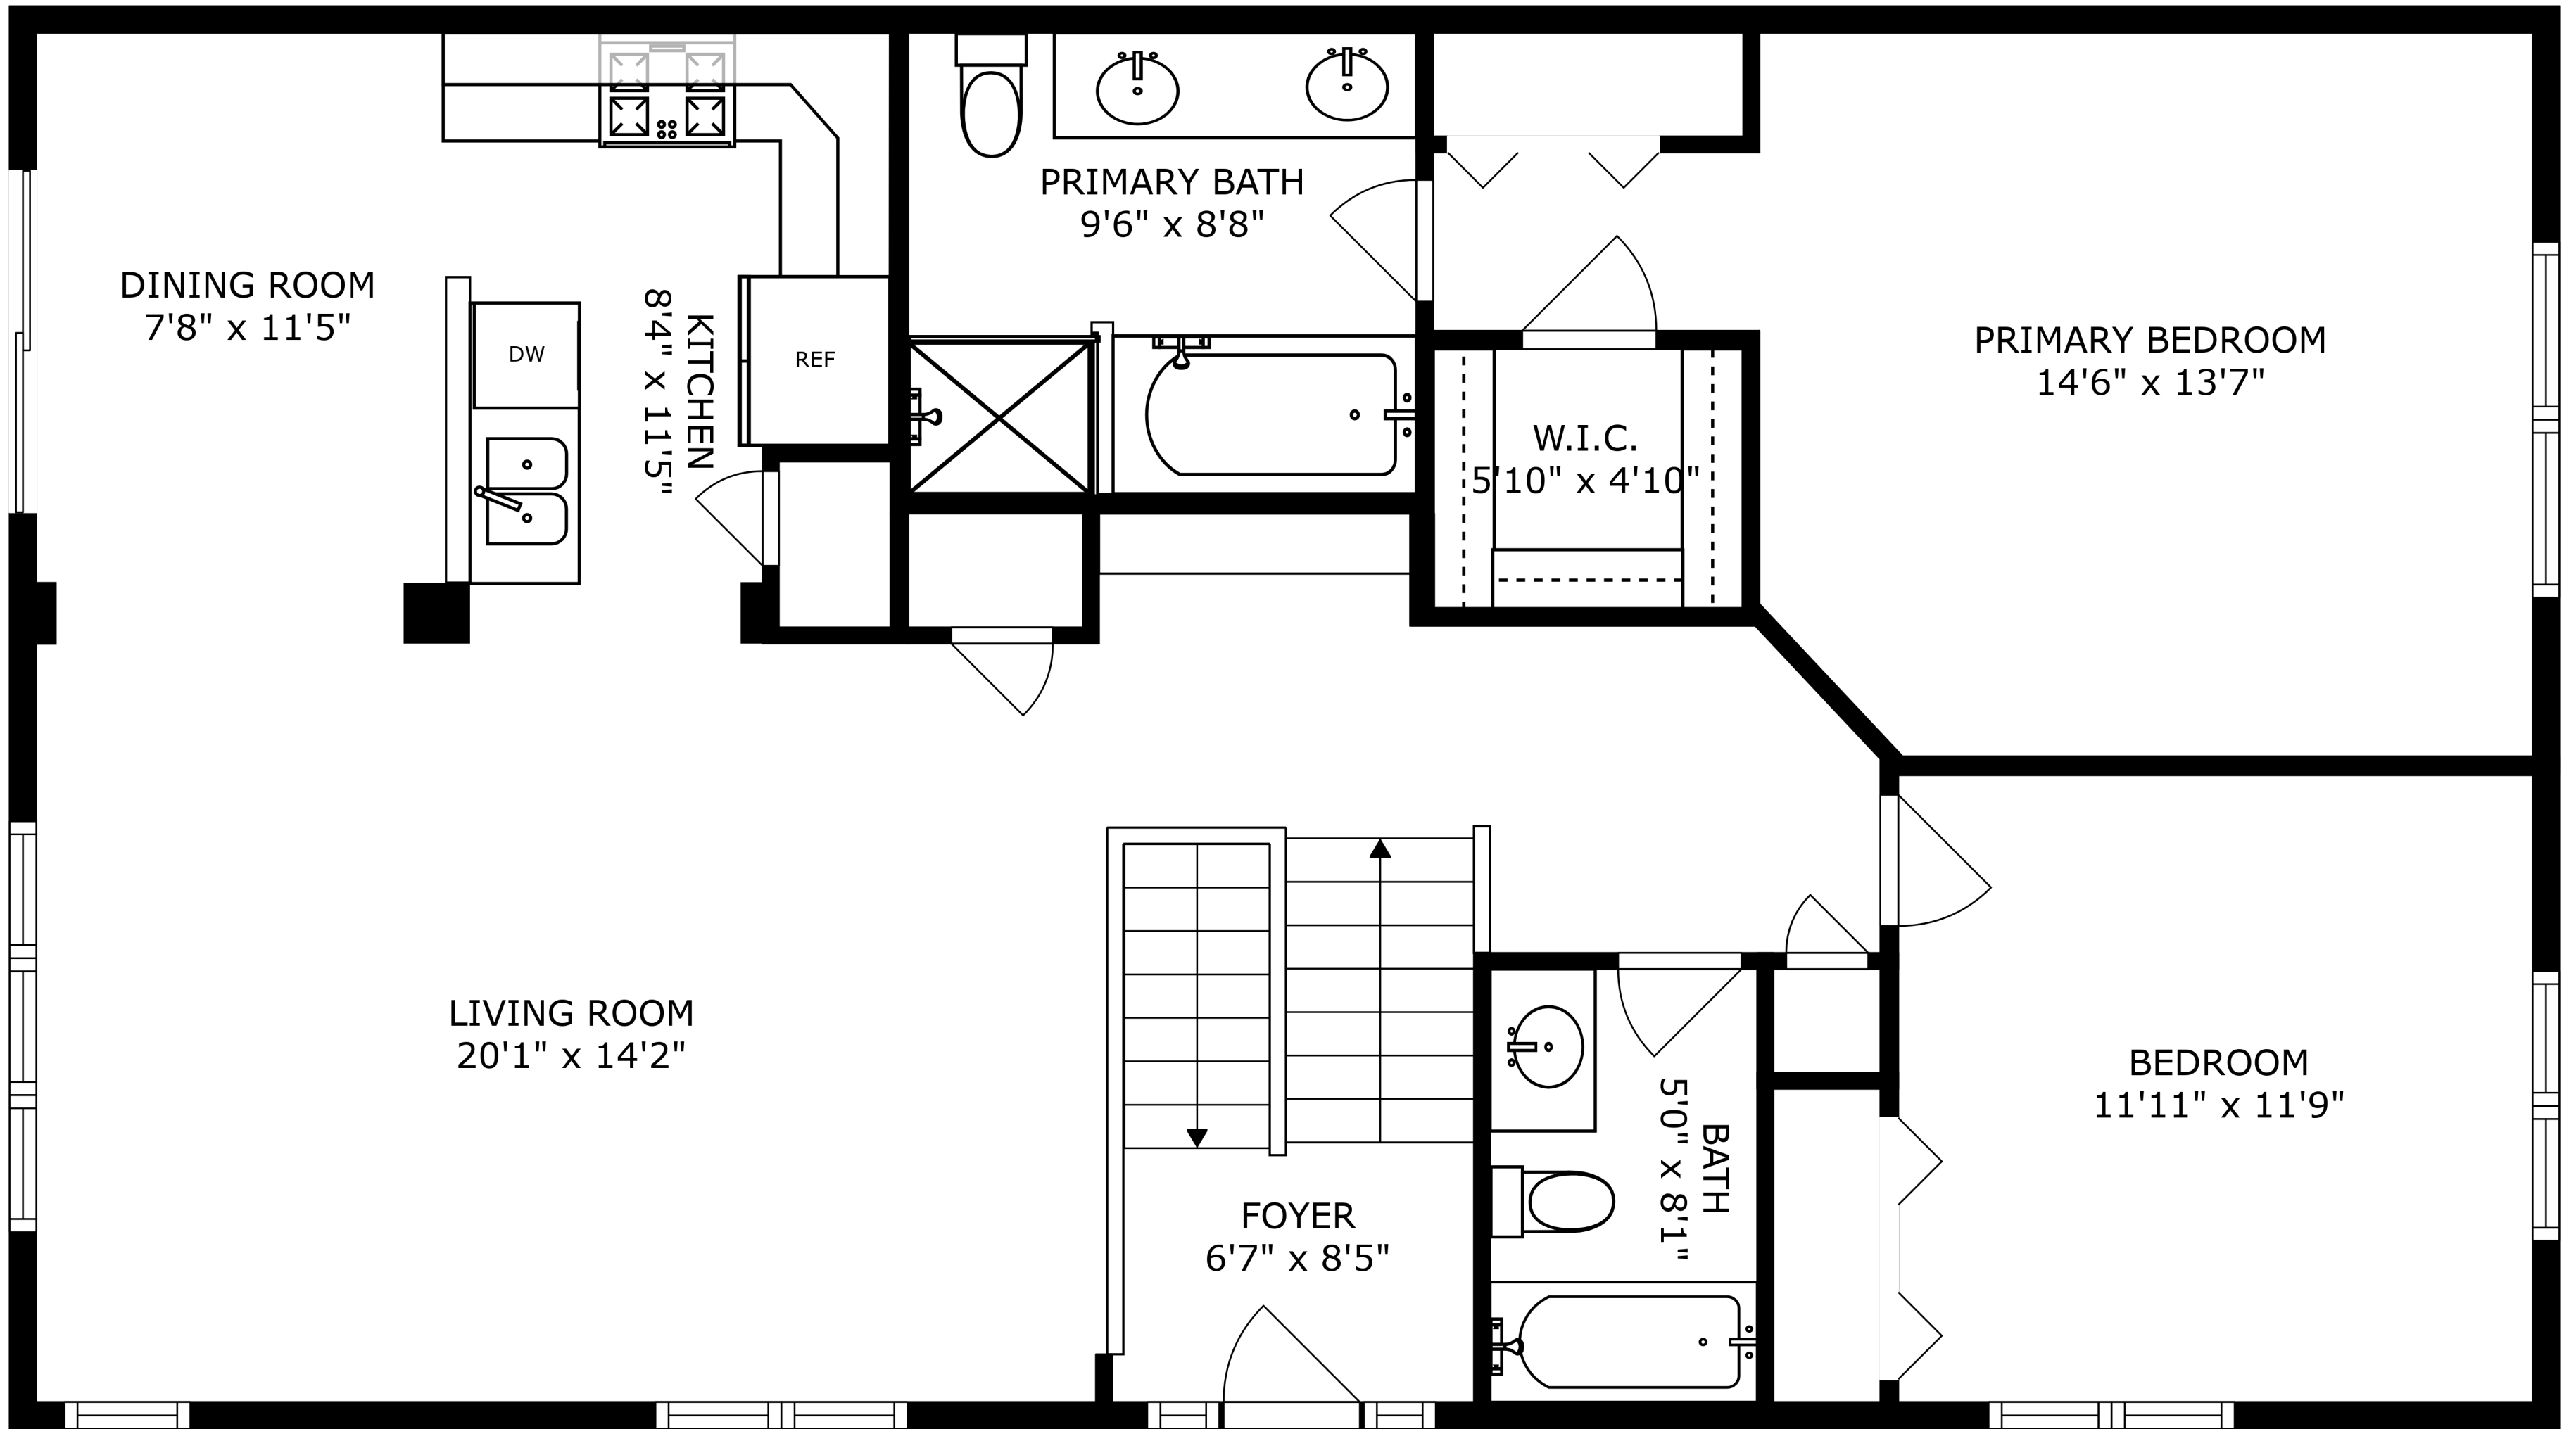 PRIMARY BATH
9'6" x 8'8"
DINING ROOM
7'8" x 11'5"
DW
KITCHEN
8'4" x 11'5"
REF
PRIMARY BEDROOM
14'6" x 13'7"
W.I.C.
5'10" x 4'10"
LIVING ROOM
20'1" x 14'2"
FOYER
6'7" x 8'5"
BATH
5'0" x 8'1"
BEDROOM
11'11" x 11'9"